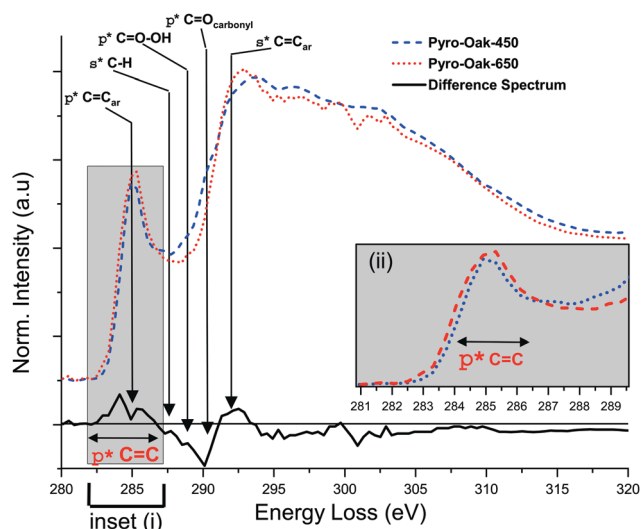 p* C=Ocarbonyl
p* C=O-OH
s* C=Car
s* C-H
p* C=Car
Pyro-Oak-450
Pyro-Oak-650
Difference Spectrum
Norm. Intensity (a.u)
(ii)
p* C=C
281 282 283 284 285 286 287 288 289
p* C=C
280 285 290 295 300 305 310 315 320
inset (i)
Energy Loss (eV)